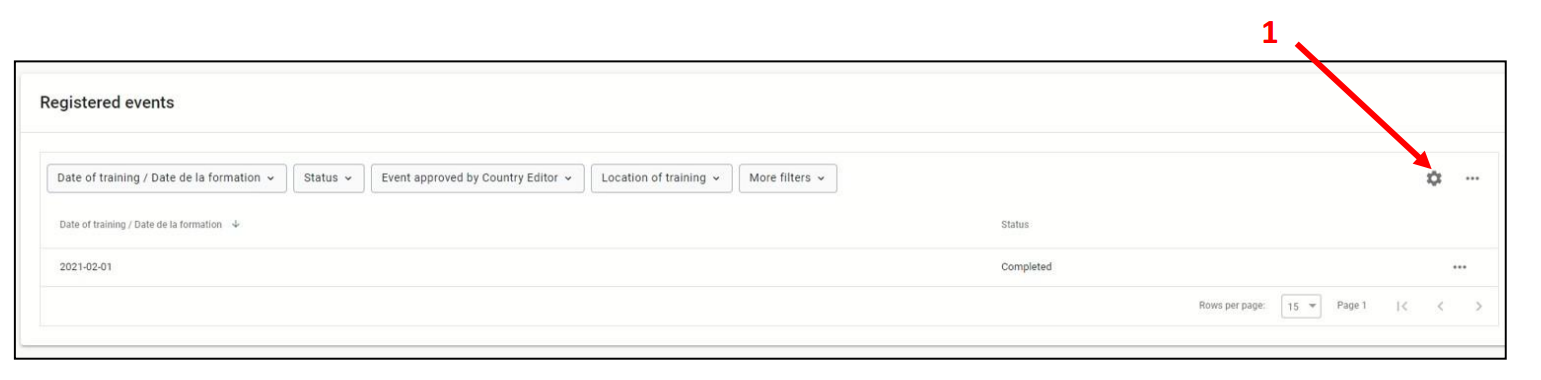 1
Registered events
Date of training / Date de la formation Status Event approved by Country Editor Location of training More filters
Date of training / Date de la formation Status
2021-02-01 Completed
Rows per page: 15 Page 1